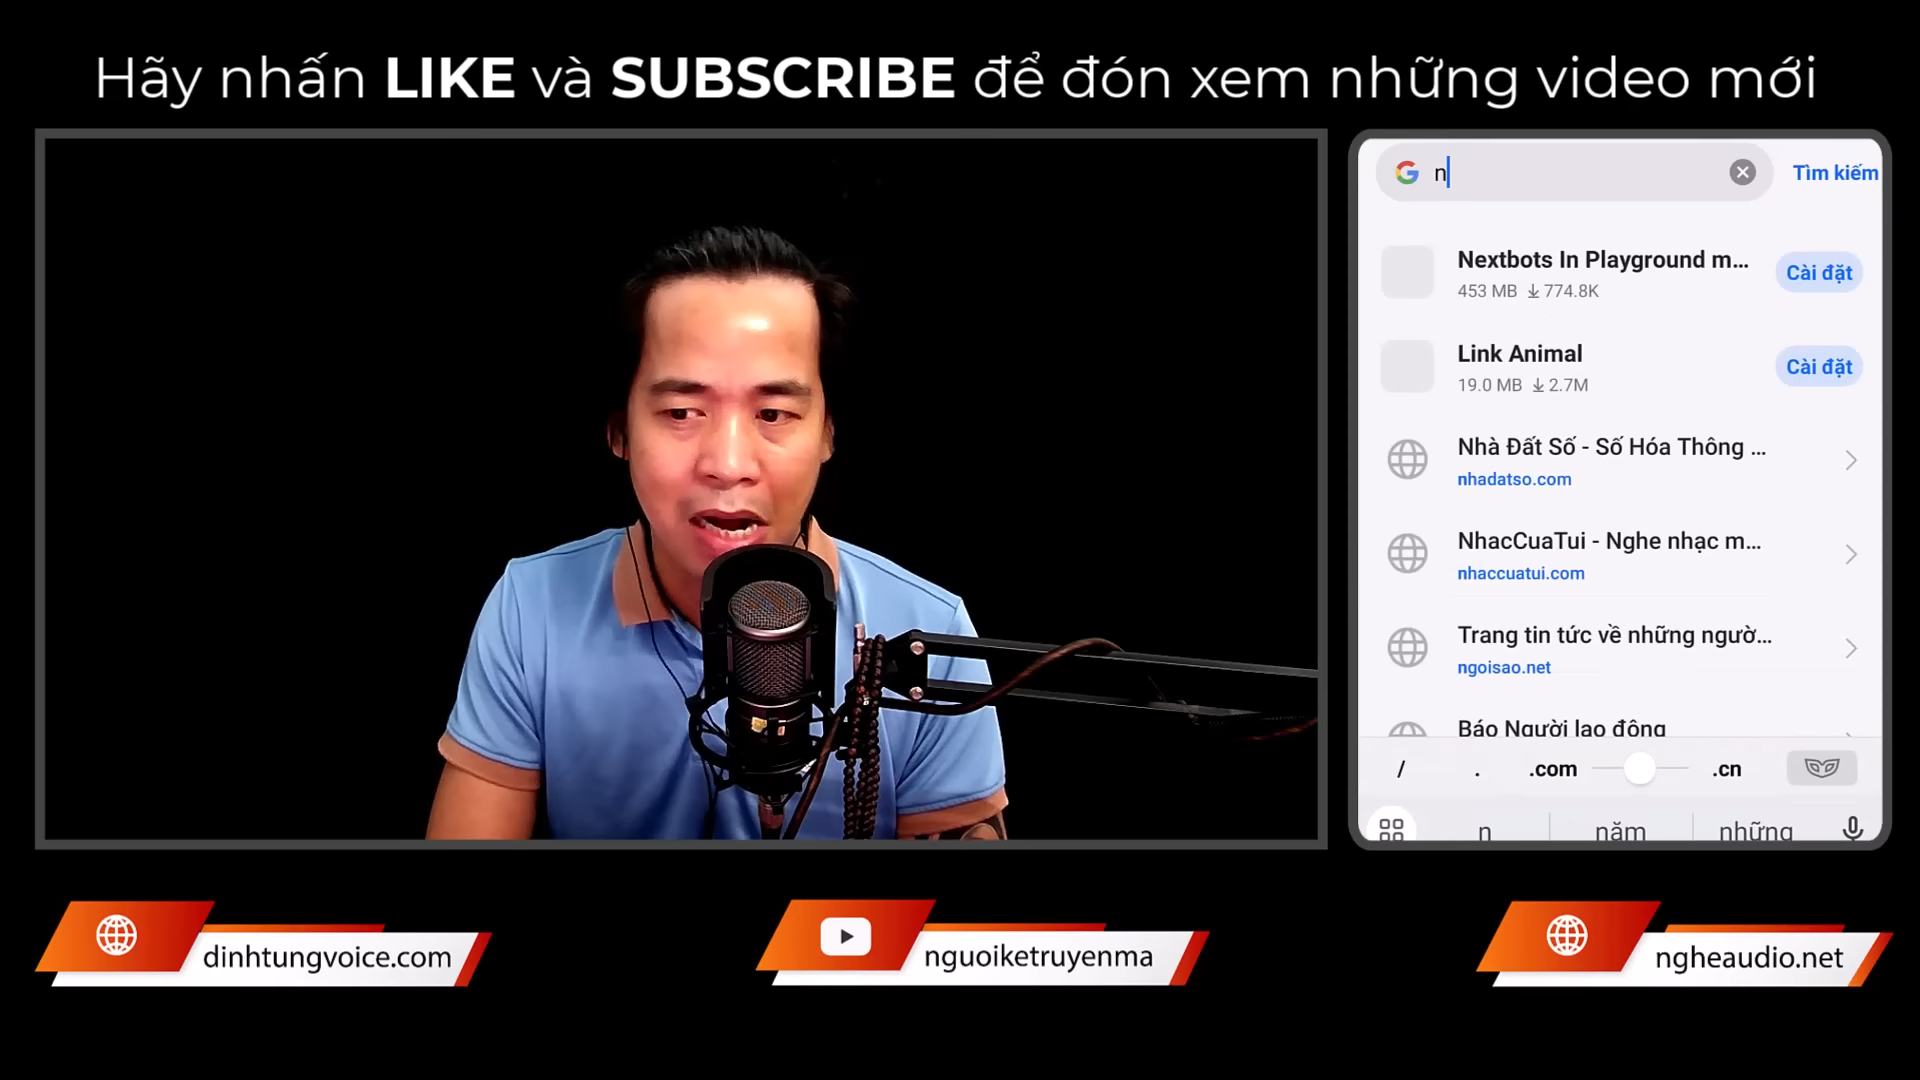 Hãy nhấn LIKE và SUBSCRIBE để đón xem những video mới
n
Tìm kiếm
Nextbots In Playground m...
453 MB 774.8K
Cài đặt
Link Animal
19.0 MB 2.7M
Cài đặt
Nhà Đất Số - Số Hóa Thông ...
nhadatso.com
NhacCuaTui - Nghe nhạc m...
nhaccuatui.com
Trang tin tức về những ngườ...
ngoisao.net
Báo Người lao động
/ . .com .cn
n năm những
dinhtungvoice.com
nguoiketruyenma
ngheaudio.net